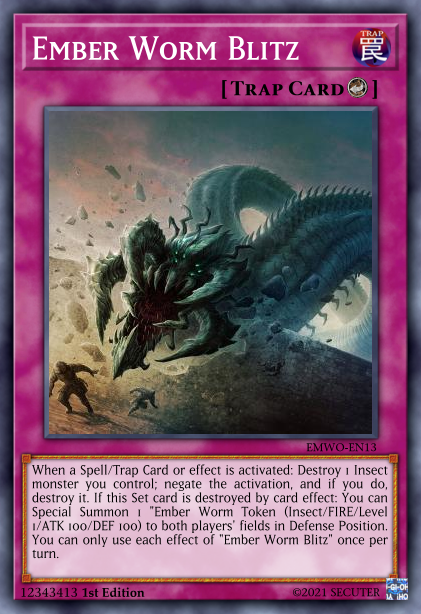 Ember Worm Blitz
TRAP
罠
[Trap Card]
EMWO-EN13
When a Spell/Trap Card or effect is activated: Destroy 1 Insect
monster you control; negate the activation, and if you do,
destroy it. If this Set card is destroyed by card effect: You can
Special Summon 1 "Ember Worm Token (Insect/FIRE/Level
1/ATK 100/DEF 100) to both players' fields in Defense Position.
You can only use each effect of "Ember Worm Blitz" once per
turn.
12343413 1st Edition
©2021 SECUTER